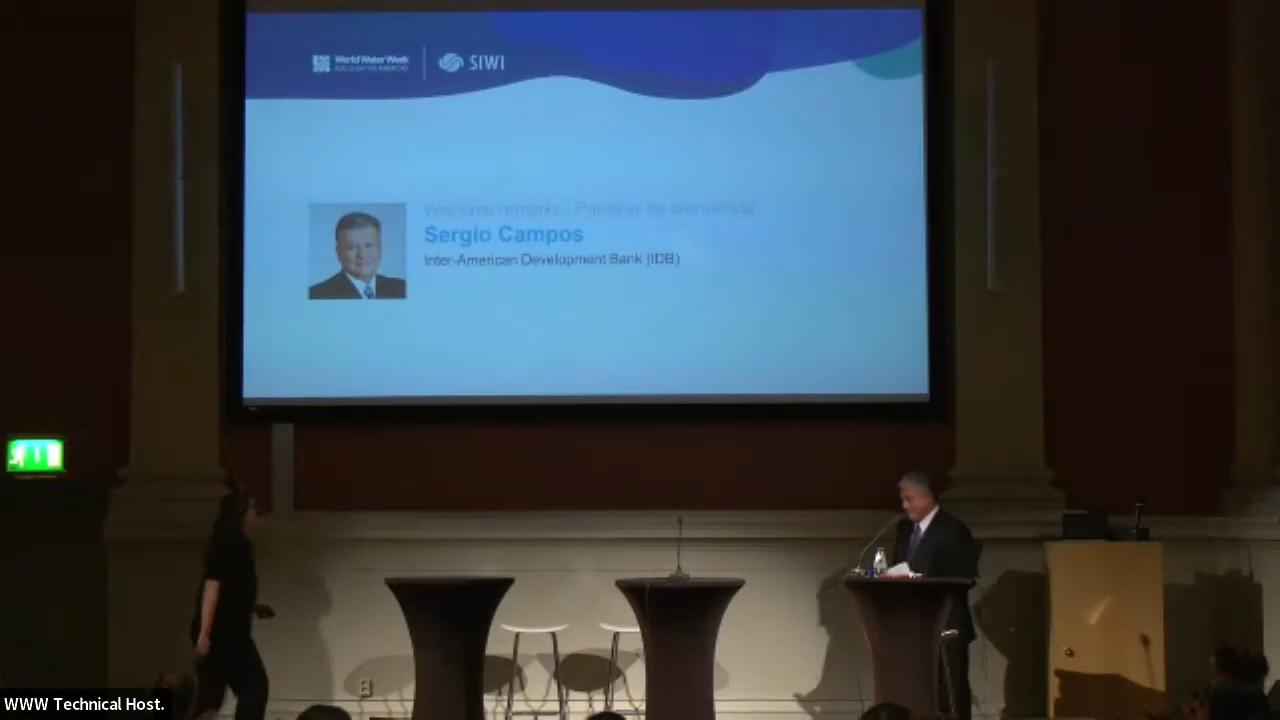 World Water Week
SIWI
Welcome remarks - Palabras de bienvenida
Sergio Campos
Inter-American Development Bank (IDB)
WWW Technical Host.